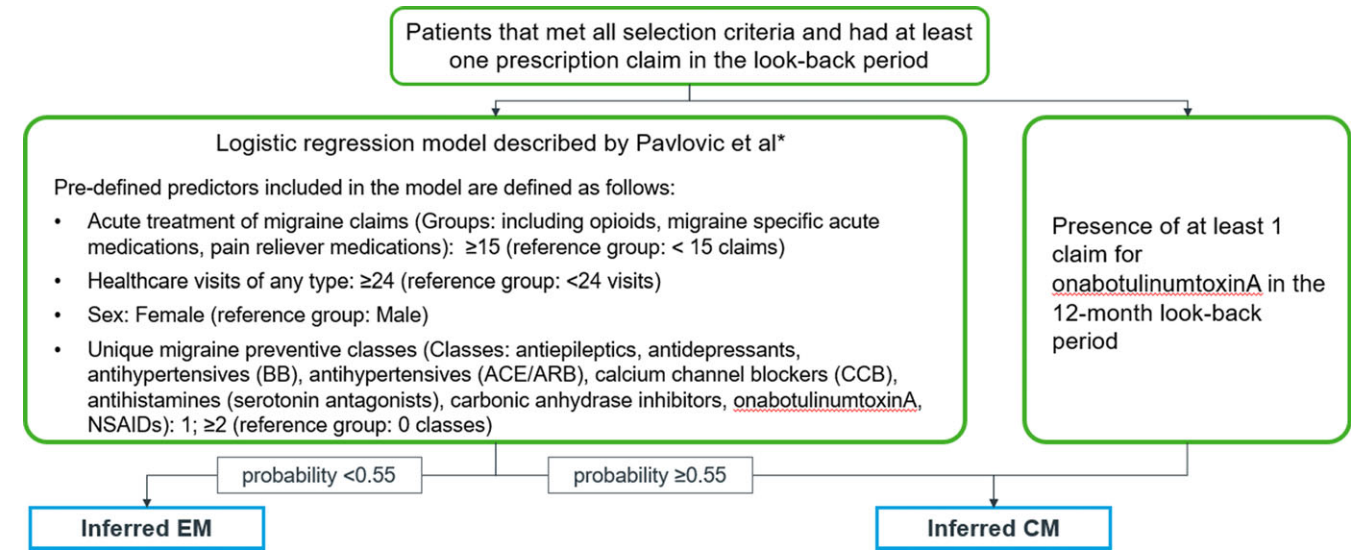 Patients that met all selection criteria and had at least
one prescription claim in the look-back period
Logistic regression model described by Pavlovic et al*
Pre-defined predictors included in the model are defined as follows:
• Acute treatment of migraine claims (Groups: including opioids, migraine specific acute
medications, pain reliever medications): ≥15 (reference group: < 15 claims)
• Healthcare visits of any type: ≥24 (reference group: <24 visits)
• Sex: Female (reference group: Male)
• Unique migraine preventive classes (Classes: antiepileptics, antidepressants,
antihypertensives (BB), antihypertensives (ACE/ARB), calcium channel blockers (CCB),
antihistamines (serotonin antagonists), carbonic anhydrase inhibitors, onabotulinumtoxinA,
NSAIDs): 1; ≥2 (reference group: 0 classes)
Presence of at least 1
claim for
onabotulinumtoxinA in the
12-month look-back
period
probability <0.55
probability ≥0.55
Inferred EM
Inferred CM